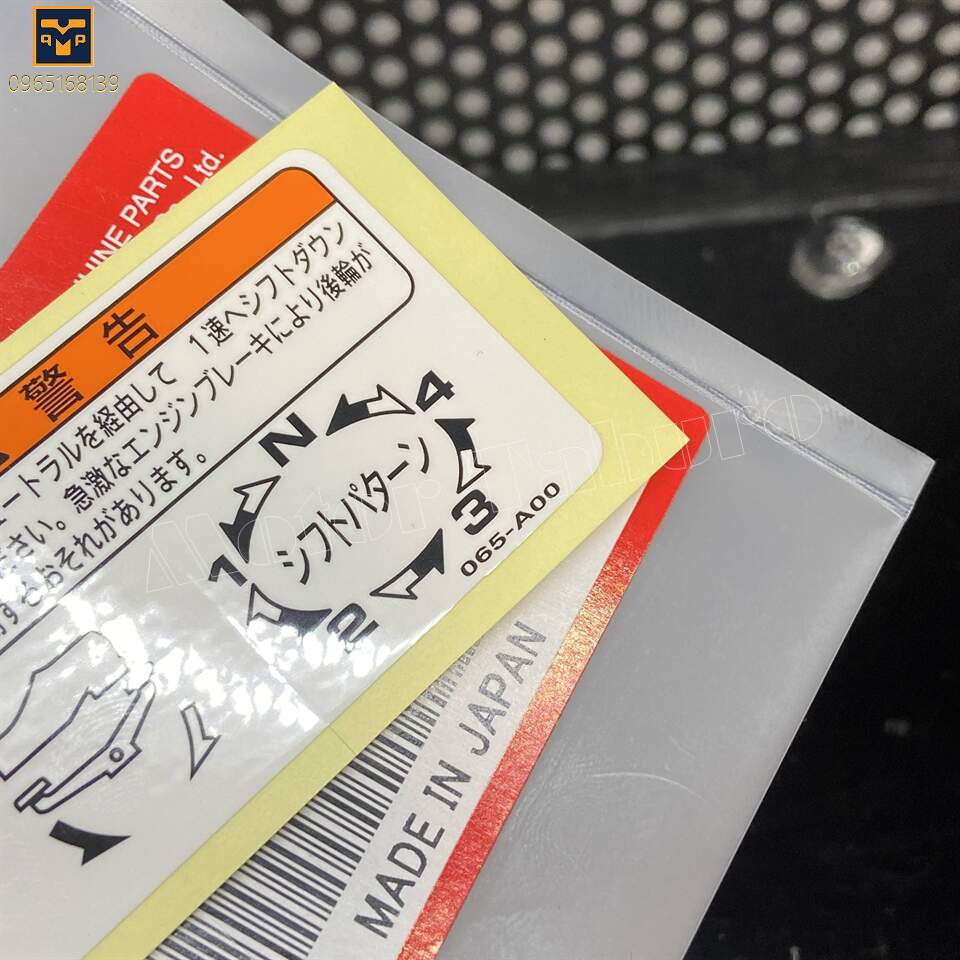 0965168139
UINE PARTS
Ltd.
警告
ートラルを経由して 1速へシフトダウン
さい。急激なエンジンブレーキにより後輪が
おそれがあります。
シフトパターン
1 N 4 3 2 1
065-A00
MADE IN JAPAN